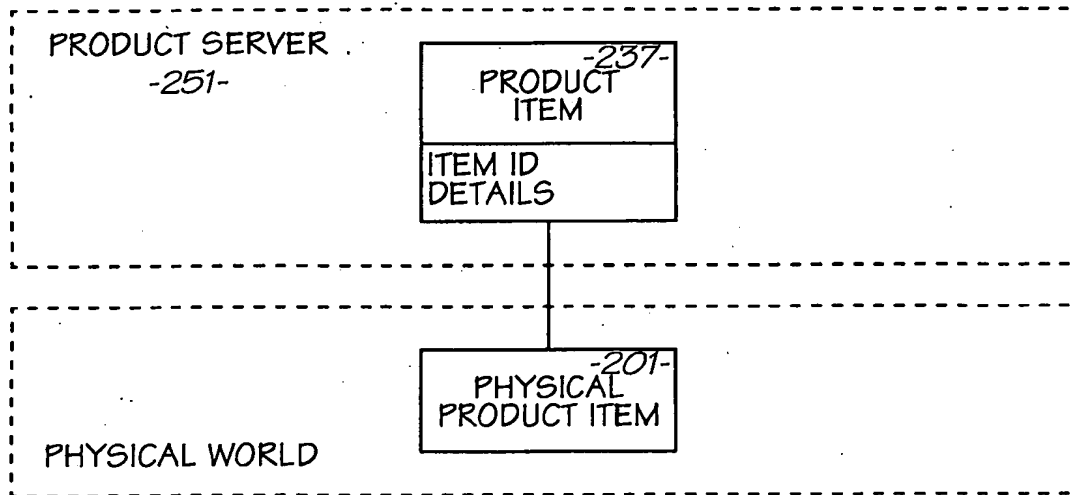 PRODUCT SERVER
-251-
-237-
PRODUCT
ITEM
ITEM ID
DETAILS
-201-
PHYSICAL
PRODUCT ITEM
PHYSICAL WORLD